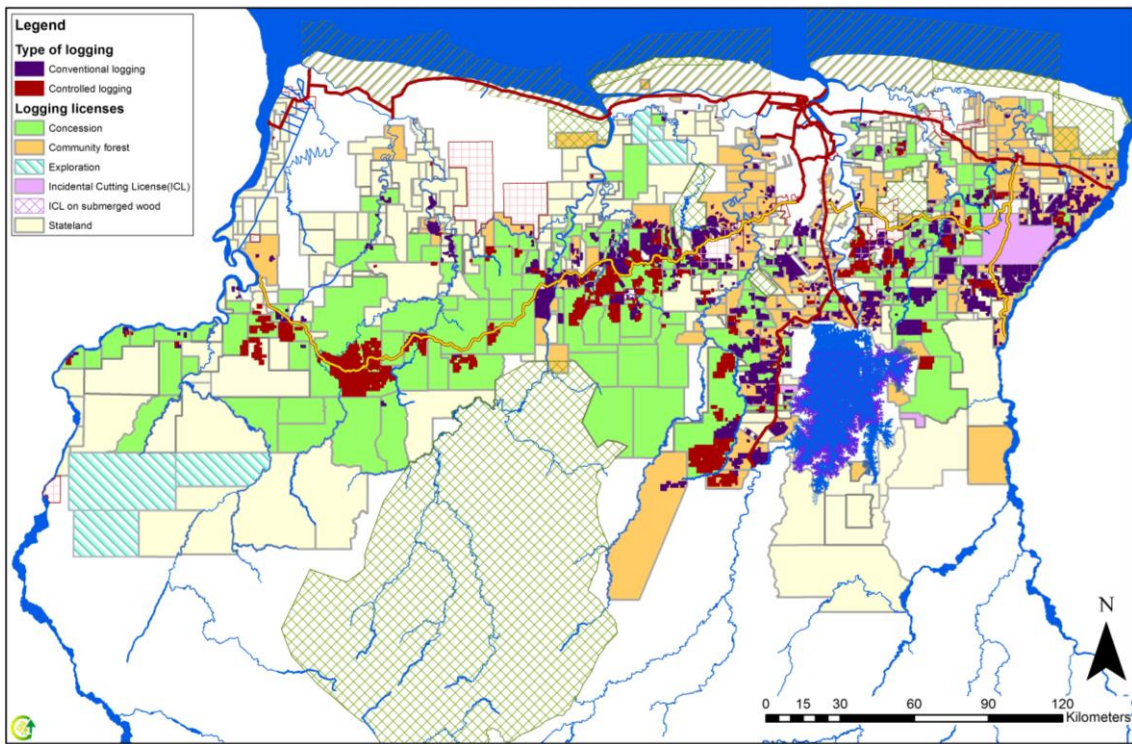 Legend
Type of logging
Conventional logging
Controlled logging
Logging licenses
Concession
Community forest
Exploration
Incidental Cutting License(ICL)
ICL on submerged wood
Stateland
N
0 15 30 60 90 120
Kilometers